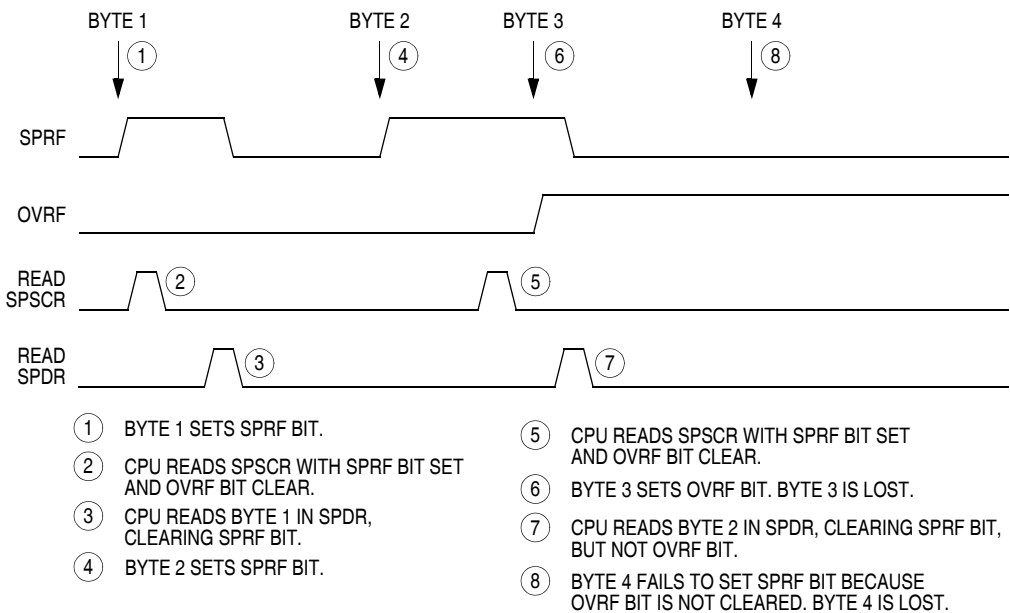 BYTE 1 BYTE 2 BYTE 3 BYTE 4
1 4 6 8
SPRF
OVRF
READ
SPSCR
2 5
READ
SPDR
3 7
1 BYTE 1 SETS SPRF BIT.
2 CPU READS SPSCR WITH SPRF BIT SET
AND OVRF BIT CLEAR.
3 CPU READS BYTE 1 IN SPDR,
CLEARING SPRF BIT.
4 BYTE 2 SETS SPRF BIT.
5 CPU READS SPSCR WITH SPRF BIT SET
AND OVRF BIT CLEAR.
6 BYTE 3 SETS OVRF BIT. BYTE 3 IS LOST.
7 CPU READS BYTE 2 IN SPDR, CLEARING SPRF BIT,
BUT NOT OVRF BIT.
8 BYTE 4 FAILS TO SET SPRF BIT BECAUSE
OVRF BIT IS NOT CLEARED. BYTE 4 IS LOST.